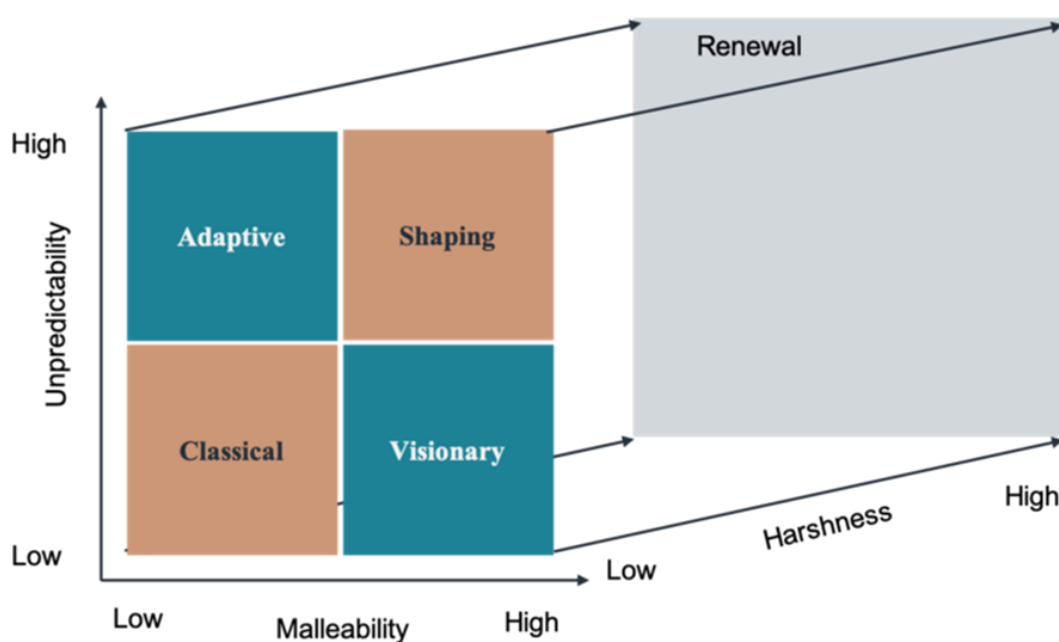 Renewal
High
Unpredictability
Adaptive
Shaping
Classical
Visionary
Low
Low
Malleability
High
Low
Harshness
High